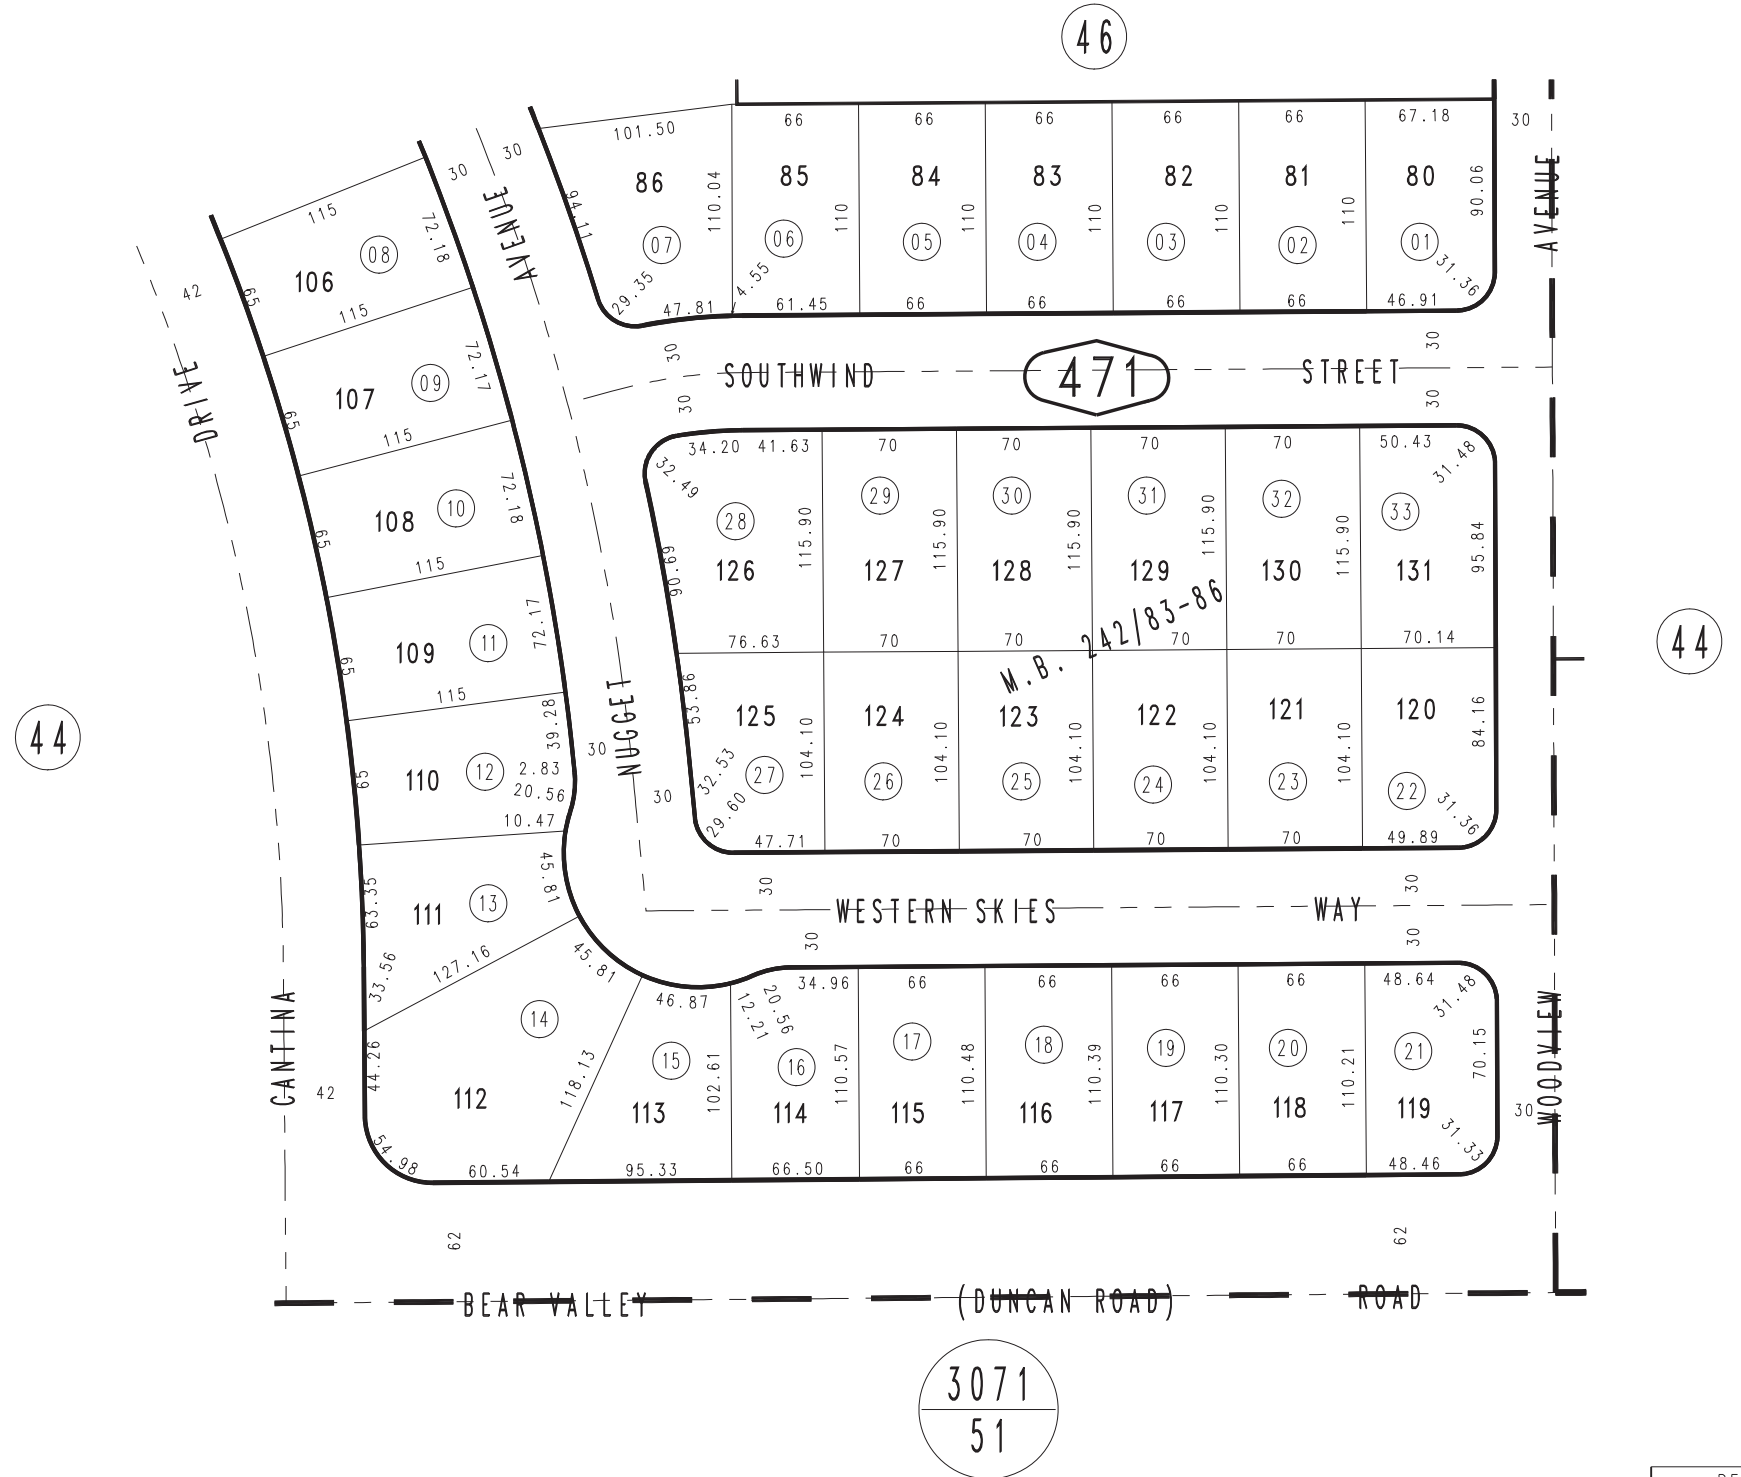 46
101.50 66 66 66 66 66 67.18 30
30 30
86 85 84 83 82 81 80
94.11 110.04 110 110 110 110 110 90.06
07 06 05 04 03 02 01
29.35 4.55 31.36
47.81 61.45 66 66 66 66 46.91
AVENUE
AVENUE
115 72.18
106 08
65 115
42
72.17
107 09
65 115
DRIVE
72.18
108 10
65 115
72.17
109 11
65 115
39.28
110 12 2.83
20.56
65 10.47
30 30
SOUTHWIND 471 STREET
30 30
34.20 41.63 70 70 70 70 50.43
32.49 31.48
28 29 30 31 32 33
90.69 115.90 115.90 115.90 115.90 115.90 95.84
126 127 128 129 130 131
76.63 70 70 70 70 70.14
M.B. 242/83-86
53.86
125 124 123 122 121 120
104.10 104.10 104.10 104.10 104.10 84.16
32.53 27 26 25 24 23 22
29.60 31.36
47.71 70 70 70 70 49.89
44
44
NUGGET
30
30
30 30
WESTERN SKIES WAY
30 30
63.35 111 13 45.81
33.56 127.16 45.81
14
44.26 112 118.13
54.98 60.54
46.87 12.21 20.56 34.96 66 66 66 48.64
31.48
15 16 17 18 19 20 21
102.61 110.57 110.48 110.39 110.30 110.21 70.15
113 114 115 116 117 118 119
31.33
95.33 66.50 66 66 66 48.46
CANTINA
42
30
WOODVIEW
62 62
BEAR VALLEY (DUNCAN ROAD) ROAD
3071
51